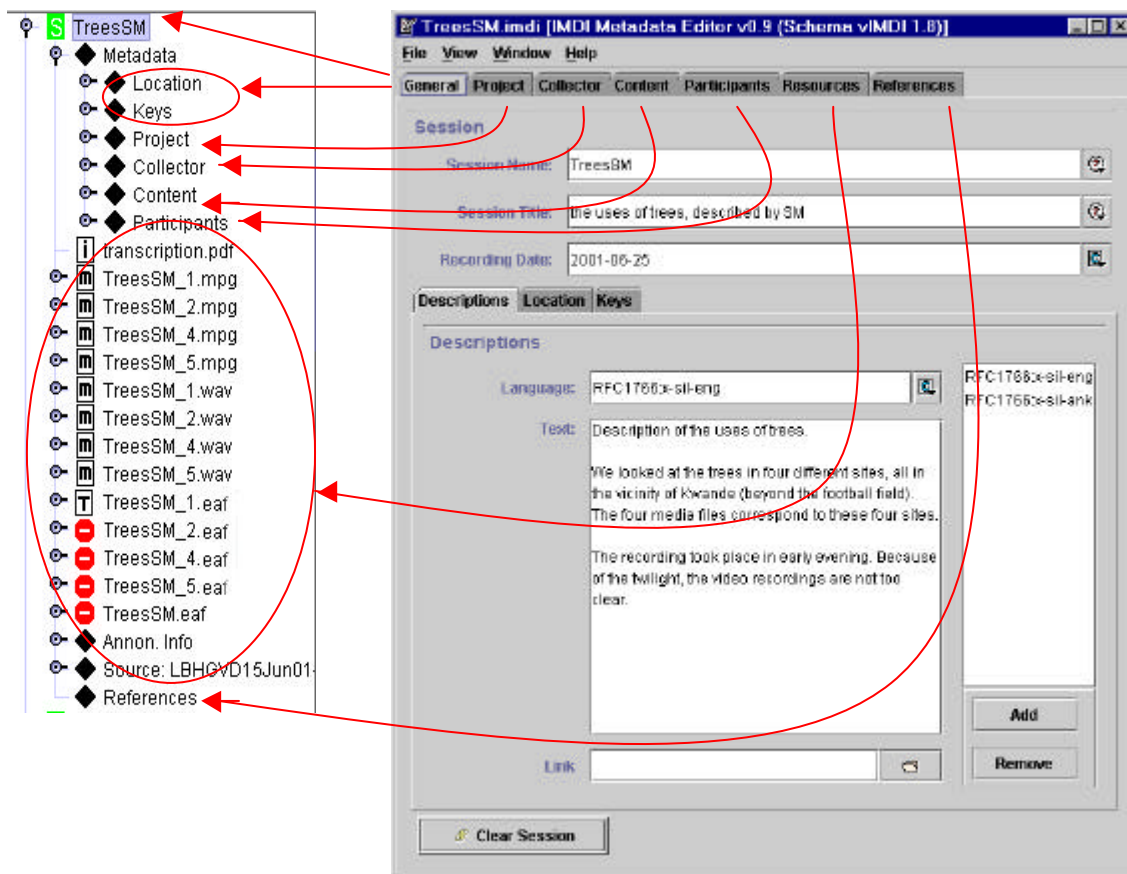 TreesSM
Metadata
Location
Keys
Project
Collector
Content
Participants
transcription.pdf
TreesSM_1.mpg
TreesSM_2.mpg
TreesSM_4.mpg
TreesSM_5.mpg
TreesSM_1.wav
TreesSM_2.wav
TreesSM_4.wav
TreesSM_5.wav
TreesSM_1.eaf
TreesSM_2.eaf
TreesSM_4.eaf
TreesSM_5.eaf
TreesSM.eaf
Annon. Info
Source: LBHGVD15Jun01-
References
TreesSM.imdi [IMDI Metadata Editor v0.9 (Schema vIMDI 1.8)]
File View Window Help
General Project Collector Content Participants Resources References
Session
Session Name: TreesSM
Session Title: the uses of trees, described by SM
Recording Date: 2001-06-25
Descriptions Location Keys
Descriptions
Language: RFC1766:x-sil-eng
RFC1766:x-sil-eng
RFC1766:x-sil-ank
Text: Description of the uses of trees.
We looked at the trees in four different sites, all in
the vicinity of Kwande (beyond the football field).
The four media files correspond to these four sites.
The recording took place in early evening. Because
of the twilight, the video recordings are not too
clear.
Add
Remove
Link
Clear Session